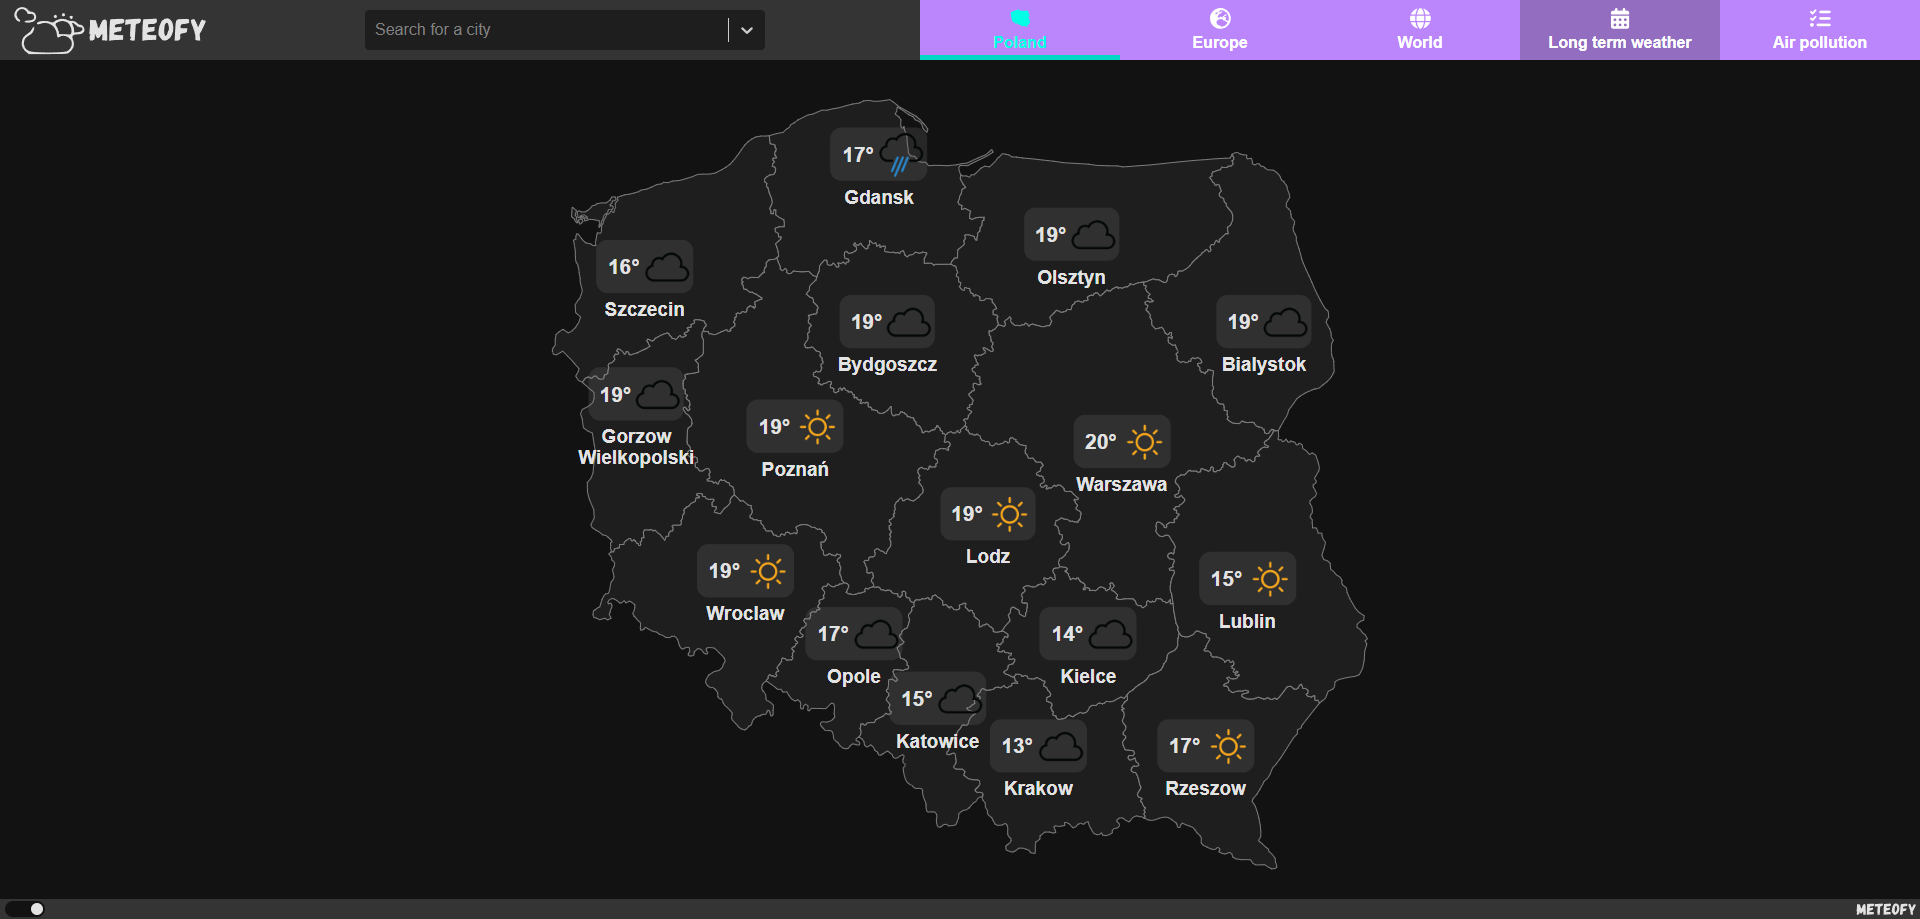 METEOFY
Search for a city
Poland
Europe
World
Long term weather
Air pollution
17°
Gdansk
19°
Olsztyn
16°
Szczecin
19°
Bydgoszcz
19°
Bialystok
19°
Gorzow
Wielkopolski
19°
Poznań
20°
Warszawa
19°
Lodz
19°
Wroclaw
15°
Lublin
17°
Opole
14°
Kielce
15°
Katowice
13°
Krakow
17°
Rzeszow
METEOFY